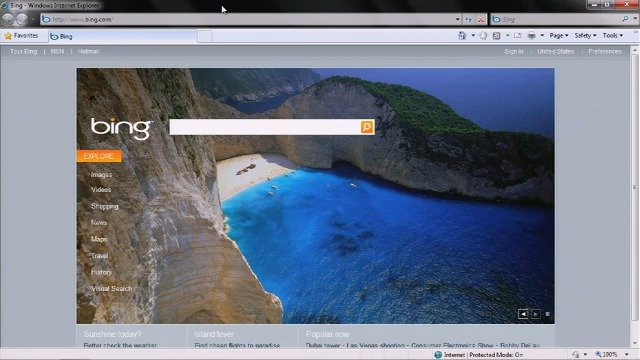 Bing - Windows Internet Explorer
http://www.bing.com/
Bing
Favorites
Bing
Page
Safety
Tools
Tour Bing
MSN
Hotmail
Sign In
United States
Preferences
bing
EXPLORE
Images
Videos
Shopping
News
Maps
Travel
History
Visual Search
Sunshine today?
Island fever
Popular now
Better check the weather
Find cheap flights to paradise
Dubai tower · Las Vegas shooting · Consumer Electronics Show · Bobby
Internet | Protected Mode: On
100%